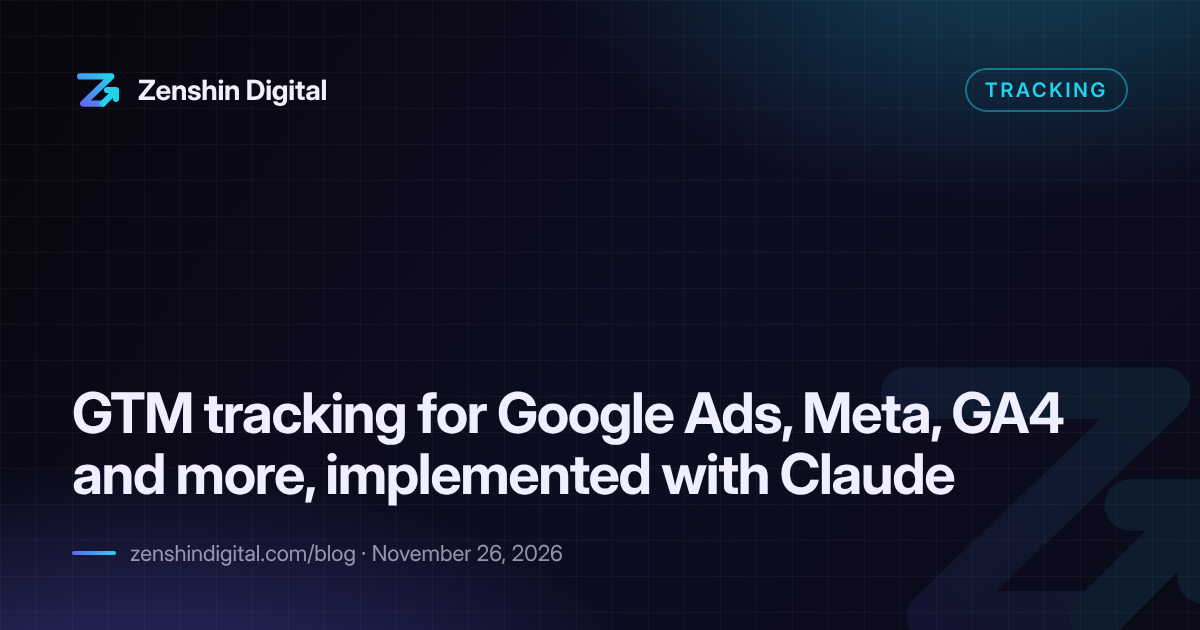 Zenshin Digital
TRACKING
GTM tracking for Google Ads, Meta, GA4
and more, implemented with Claude
zenshindigital.com/blog · November 26, 2026